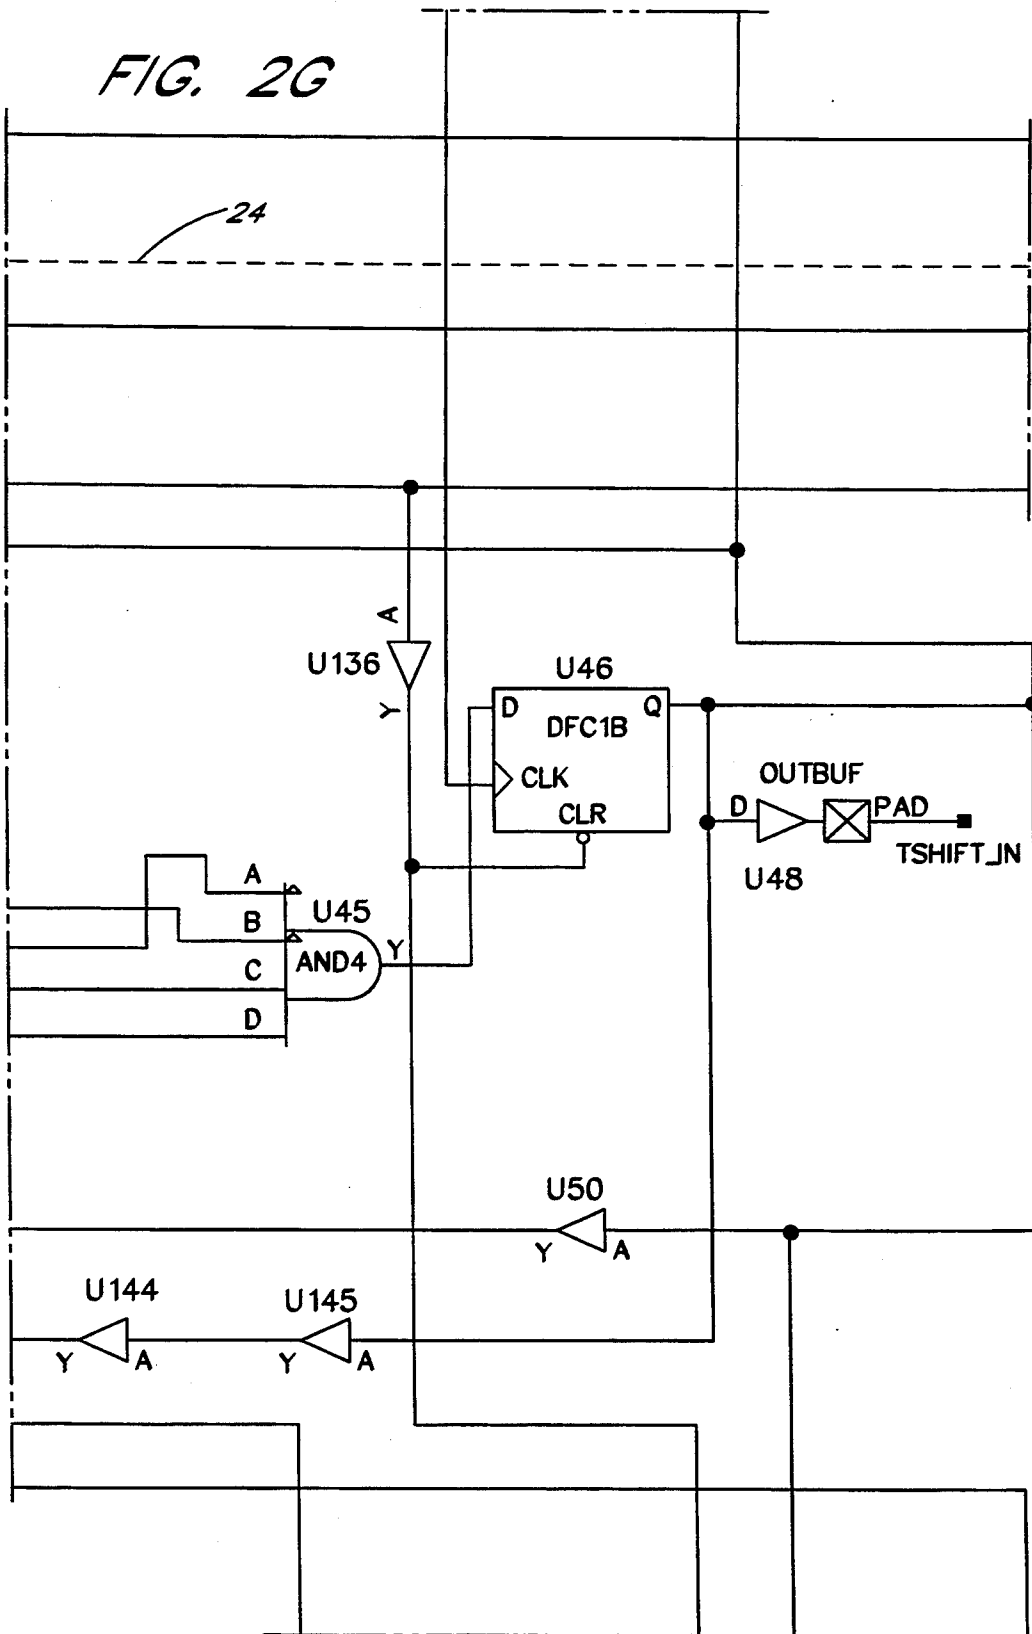 FIG. 2G
24
A
U136
Y
U46
D
Q
DFC1B
CLK
CLR
OUTBUF
D
PAD
TSHIFT_IN
U48
A
B
U45
C
AND4
Y
D
U50
Y
A
U144
Y
A
U145
Y
A